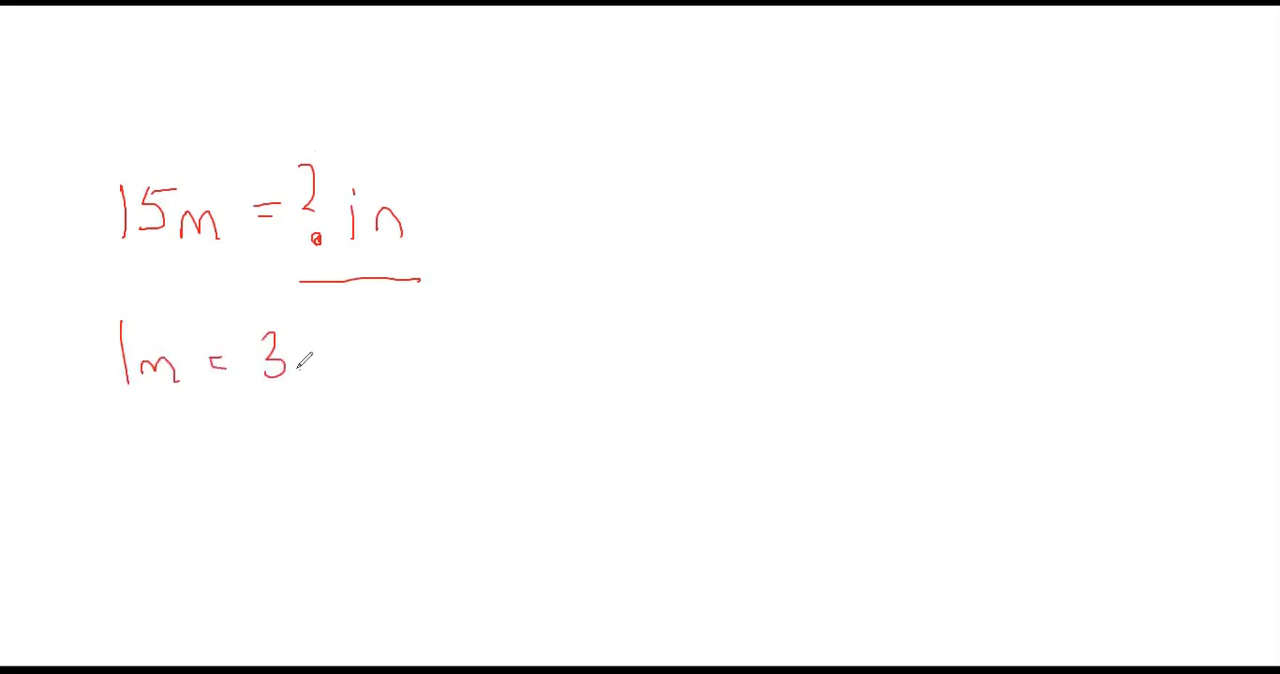 15m = ? in
1m = 3